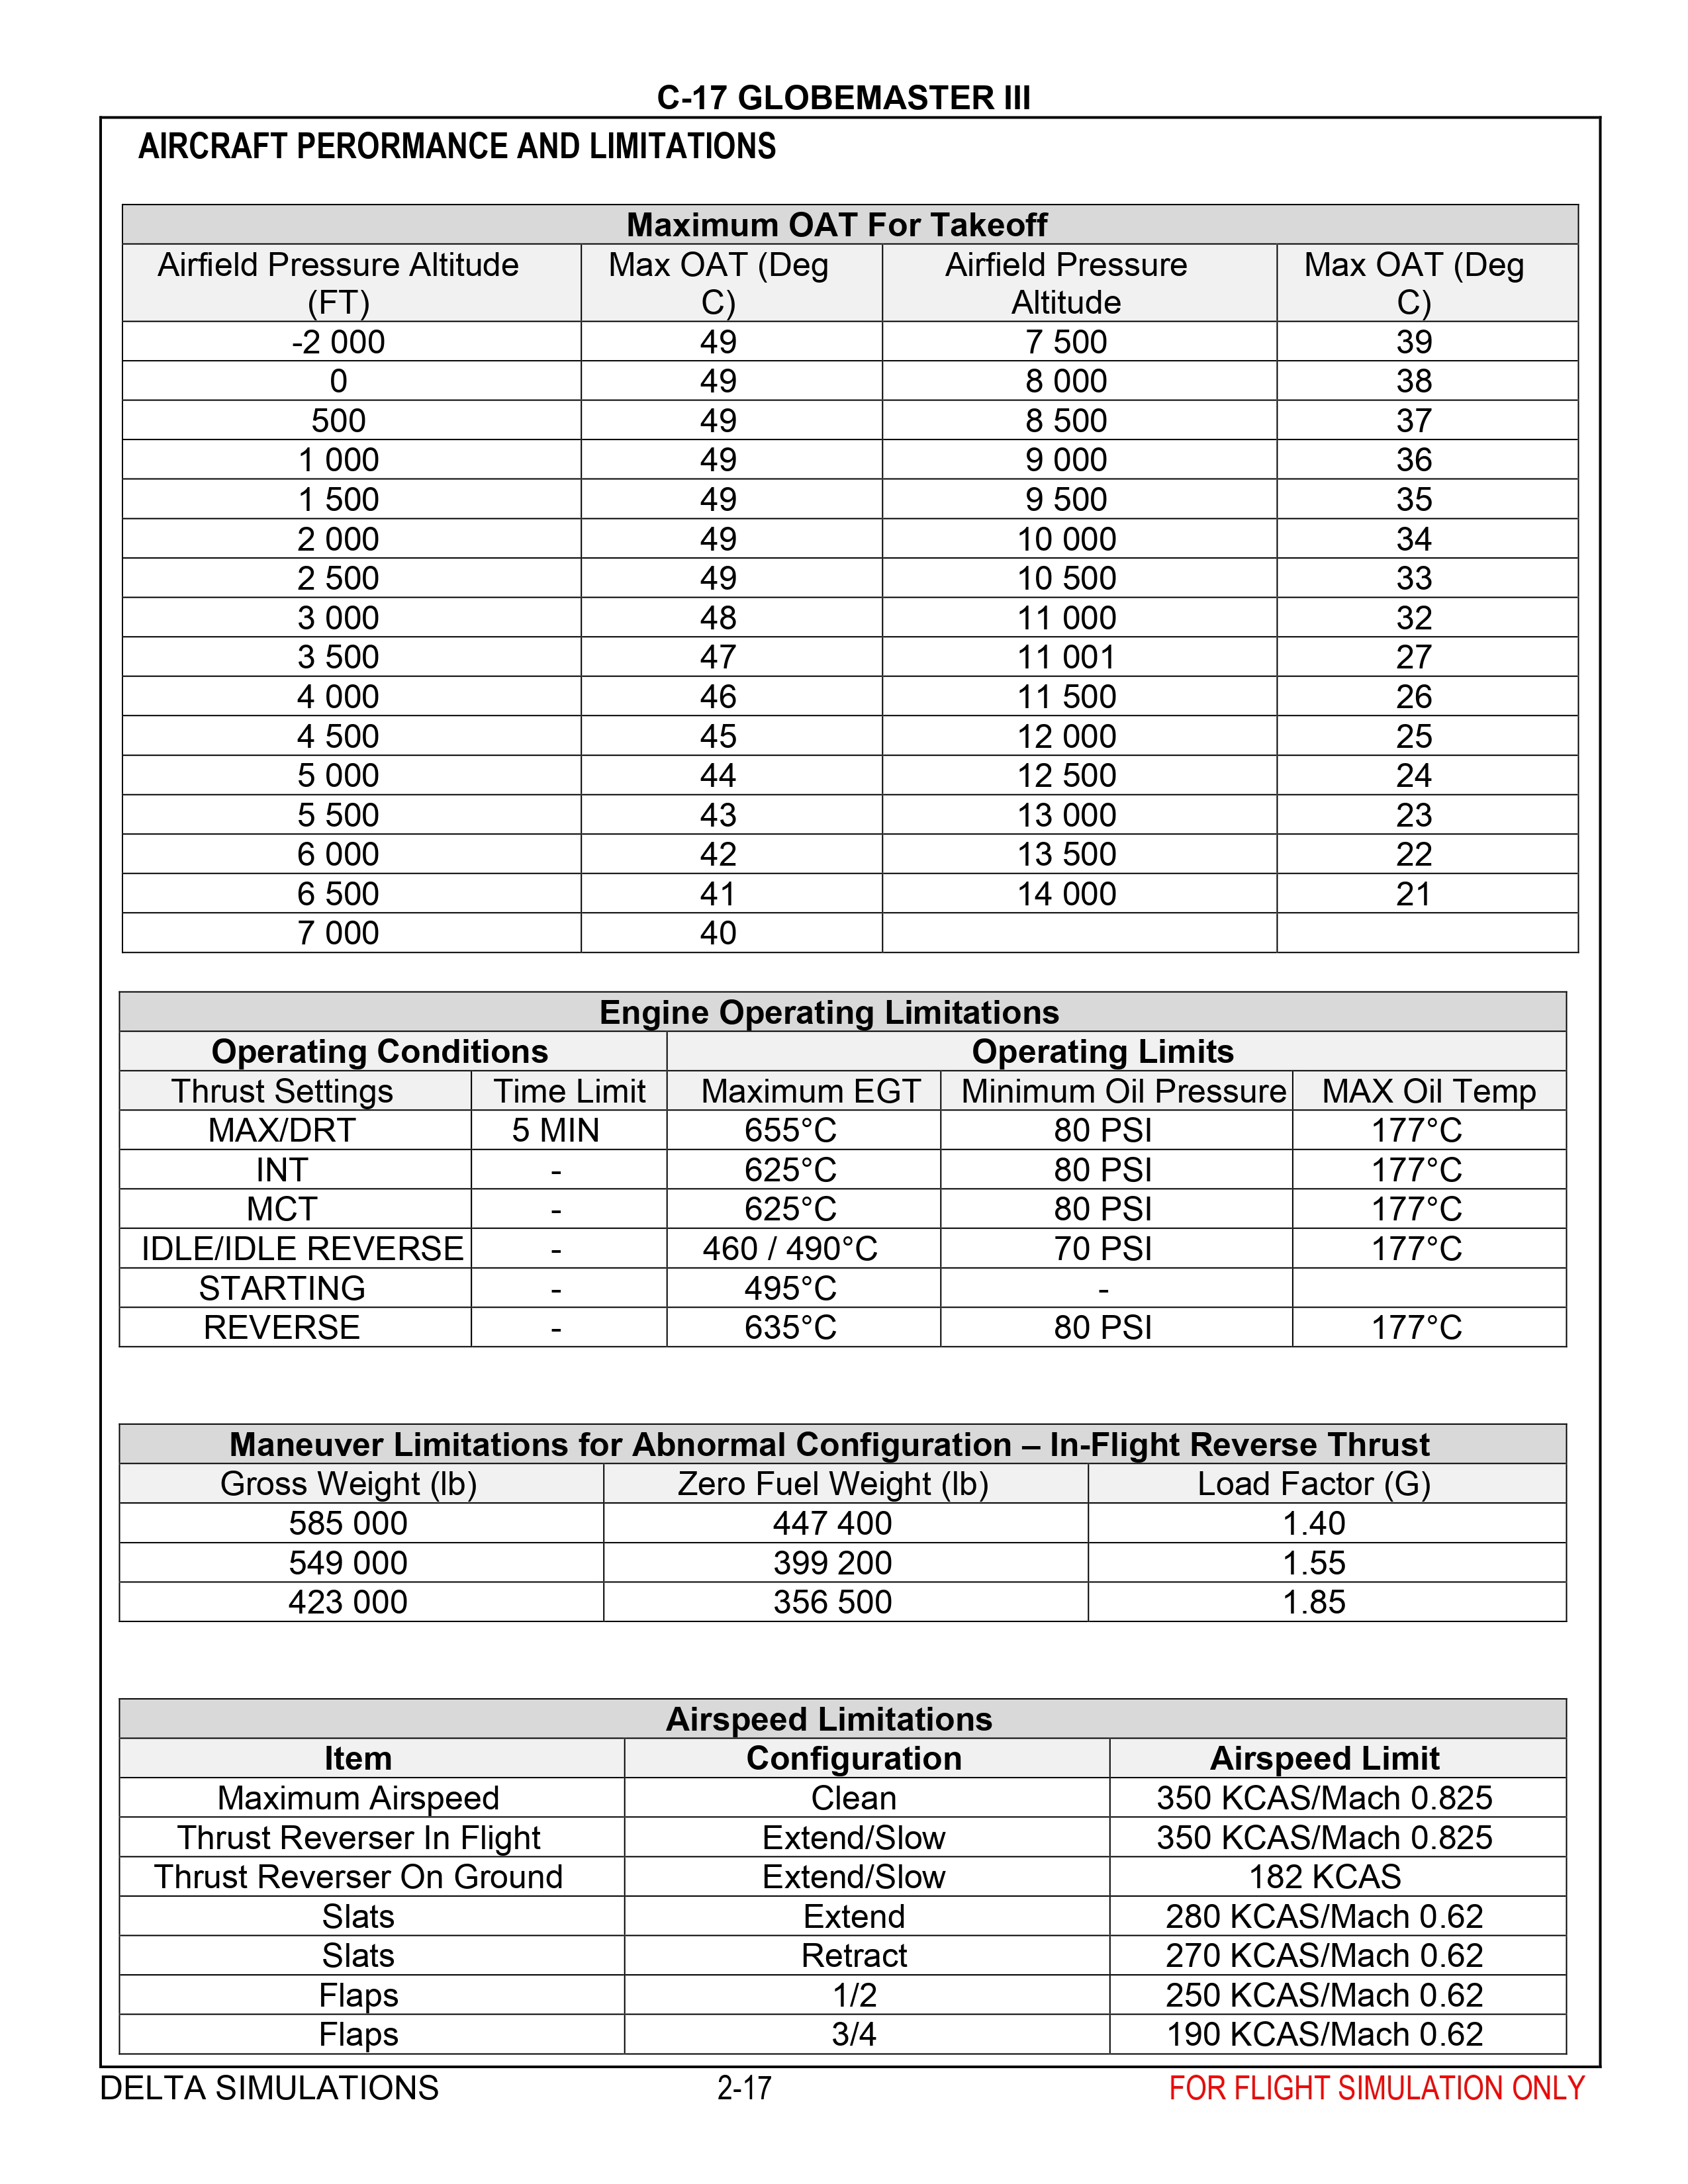 C-17 GLOBEMASTER III
AIRCRAFT PERORMANCE AND LIMITATIONS
Maximum OAT For Takeoff
Airfield Pressure Altitude (FT) Max OAT (Deg C) Airfield Pressure Altitude Max OAT (Deg C)
-2 000 49 7 500 39
0 49 8 000 38
500 49 8 500 37
1 000 49 9 000 36
1 500 49 9 500 35
2 000 49 10 000 34
2 500 49 10 500 33
3 000 48 11 000 32
3 500 47 11 001 27
4 000 46 11 500 26
4 500 45 12 000 25
5 000 44 12 500 24
5 500 43 13 000 23
6 000 42 13 500 22
6 500 41 14 000 21
7 000 40
Engine Operating Limitations
Operating Conditions Operating Limits
Thrust Settings Time Limit Maximum EGT Minimum Oil Pressure MAX Oil Temp
MAX/DRT 5 MIN 655°C 80 PSI 177°C
INT - 625°C 80 PSI 177°C
MCT - 625°C 80 PSI 177°C
IDLE/IDLE REVERSE - 460 / 490°C 70 PSI 177°C
STARTING - 495°C -
REVERSE - 635°C 80 PSI 177°C
Maneuver Limitations for Abnormal Configuration – In-Flight Reverse Thrust
Gross Weight (lb) Zero Fuel Weight (lb) Load Factor (G)
585 000 447 400 1.40
549 000 399 200 1.55
423 000 356 500 1.85
Airspeed Limitations
Item Configuration Airspeed Limit
Maximum Airspeed Clean 350 KCAS/Mach 0.825
Thrust Reverser In Flight Extend/Slow 350 KCAS/Mach 0.825
Thrust Reverser On Ground Extend/Slow 182 KCAS
Slats Extend 280 KCAS/Mach 0.62
Slats Retract 270 KCAS/Mach 0.62
Flaps 1/2 250 KCAS/Mach 0.62
Flaps 3/4 190 KCAS/Mach 0.62
DELTA SIMULATIONS 2-17 FOR FLIGHT SIMULATION ONLY